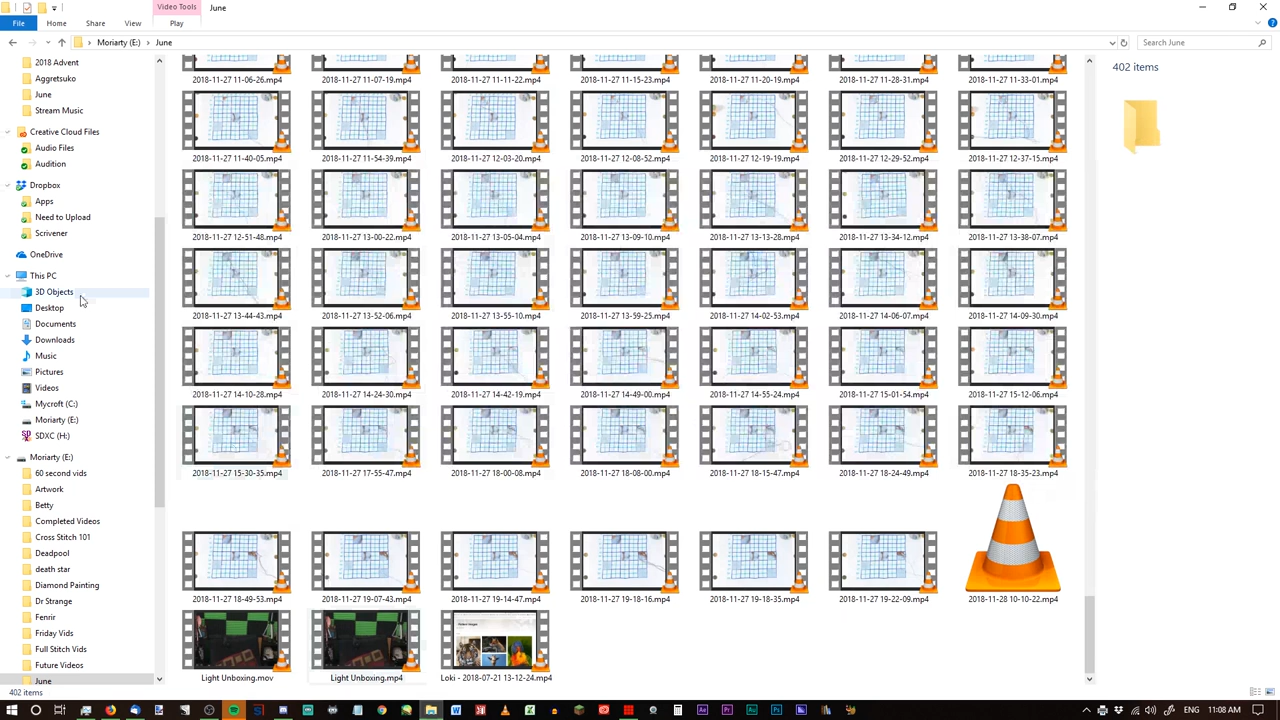 Video Tools June
File Home Share View Play
Moriarty (E:) June Search June
2018 Advent
Aggretsuko
June
Stream Music
Creative Cloud Files
Audio Files
Audition
Dropbox
Apps
Need to Upload
Scrivener
OneDrive
This PC
3D Objects
Desktop
Documents
Downloads
Music
Pictures
Videos
Mycroft (C:)
Moriarty (E:)
SDXC (H:)
Moriarty (E:)
60 second vids
Artwork
Betty
Completed Videos
Cross Stitch 101
Deadpool
death star
Diamond Painting
Dr Strange
Fenrir
Friday Vids
Full Stitch Vids
Future Videos
June
2018-11-27 11-06-26.mp4 2018-11-27 11-07-19.mp4 2018-11-27 11-11-22.mp4 2018-11-27 11-15-23.mp4 2018-11-27 11-20-19.mp4 2018-11-27 11-28-31.mp4 2018-11-27 11-33-01.mp4
2018-11-27 11-40-05.mp4 2018-11-27 11-54-39.mp4 2018-11-27 12-03-20.mp4 2018-11-27 12-08-52.mp4 2018-11-27 12-19-19.mp4 2018-11-27 12-29-52.mp4 2018-11-27 12-37-15.mp4
2018-11-27 12-51-48.mp4 2018-11-27 13-00-22.mp4 2018-11-27 13-05-04.mp4 2018-11-27 13-09-10.mp4 2018-11-27 13-13-28.mp4 2018-11-27 13-34-12.mp4 2018-11-27 13-38-07.mp4
2018-11-27 13-44-43.mp4 2018-11-27 13-52-06.mp4 2018-11-27 13-55-10.mp4 2018-11-27 13-59-25.mp4 2018-11-27 14-02-53.mp4 2018-11-27 14-06-07.mp4 2018-11-27 14-09-30.mp4
2018-11-27 14-10-28.mp4 2018-11-27 14-24-30.mp4 2018-11-27 14-42-19.mp4 2018-11-27 14-49-00.mp4 2018-11-27 14-55-24.mp4 2018-11-27 15-01-54.mp4 2018-11-27 15-12-06.mp4
2018-11-27 15-30-35.mp4 2018-11-27 17-55-47.mp4 2018-11-27 18-00-08.mp4 2018-11-27 18-08-00.mp4 2018-11-27 18-15-47.mp4 2018-11-27 18-24-49.mp4 2018-11-27 18-35-23.mp4
2018-11-27 18-49-53.mp4 2018-11-27 19-07-43.mp4 2018-11-27 19-14-47.mp4 2018-11-27 19-18-16.mp4 2018-11-27 19-18-35.mp4 2018-11-27 19-22-09.mp4 2018-11-28 10-10-22.mp4
Light Unboxing.mov Light Unboxing.mp4 Loki - 2018-07-21 13-12-24.mp4
402 items
402 items
ENG 11:08 AM